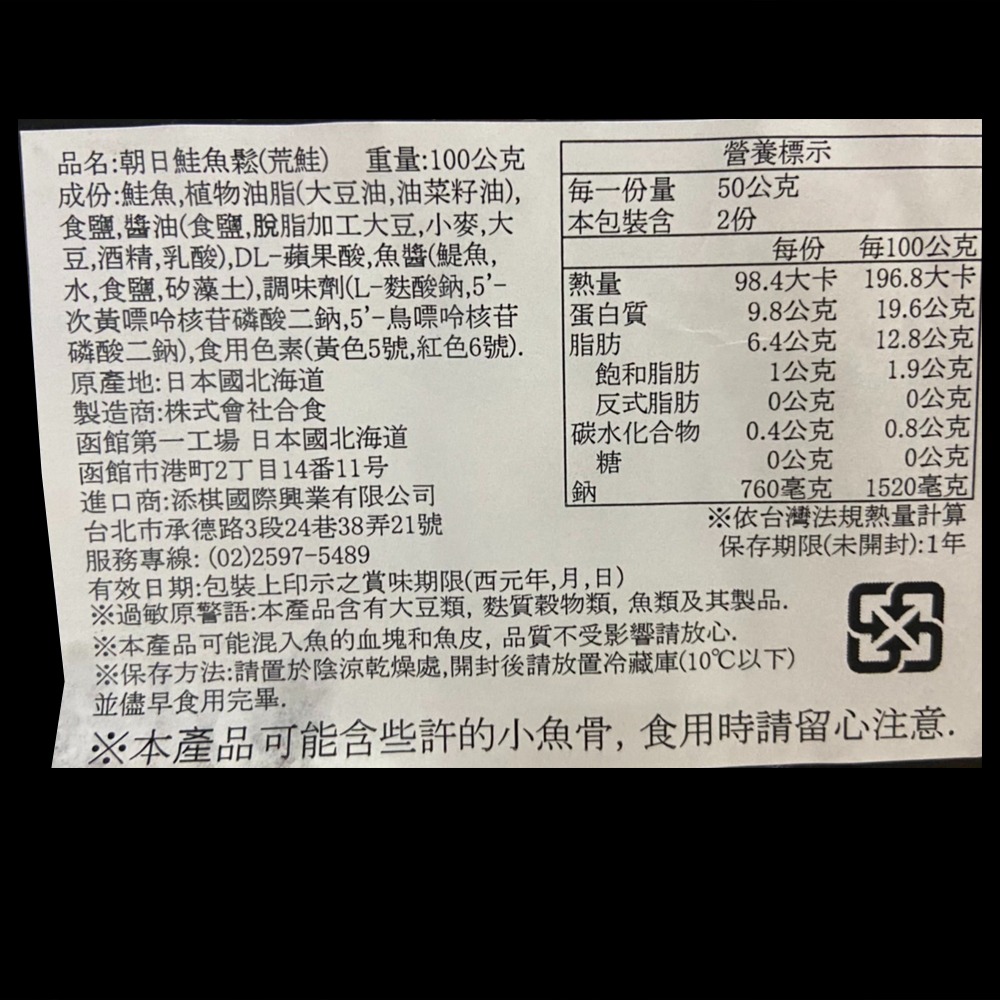 品名:朝日鮭魚鬆(荒鮭) 重量:100公克
成份:鮭魚,植物油脂(大豆油,油菜籽油),
食鹽,醬油(食鹽,脫脂加工大豆,小麥,大
豆,酒精,乳酸),DL-蘋果酸,魚醬(鯷魚,
水,食鹽,矽藻土),調味劑(L-麩酸鈉,5'-
次黃嘌呤核苷磷酸二鈉,5'-鳥嘌呤核苷
磷酸二鈉),食用色素(黃色5號,紅色6號).
原產地:日本國北海道
製造商:株式會社合食
函館第一工場 日本國北海道
函館市港町2丁目14番11号
進口商:添棋國際興業有限公司
台北市承德路3段24巷38弄21號
服務專線: (02)2597-5489
有效日期:包裝上印示之賞味期限(西元年,月,日)
※過敏原警語:本產品含有大豆類, 麩質穀物類, 魚類及其製品.
※本產品可能混入魚的血塊和魚皮, 品質不受影響請放心.
※保存方法:請置於陰涼乾燥處,開封後請放置冷藏庫(10℃以下)
並儘早食用完畢.
※本產品可能含些許的小魚骨, 食用時請留心注意.
營養標示
每一份量 50公克
本包裝含 2份
每份 每100公克
熱量 98.4大卡 196.8大卡
蛋白質 9.8公克 19.6公克
脂肪 6.4公克 12.8公克
飽和脂肪 1公克 1.9公克
反式脂肪 0公克 0公克
碳水化合物 0.4公克 0.8公克
糖 0公克 0公克
鈉 760毫克 1520毫克
※依台灣法規熱量計算
保存期限(未開封):1年